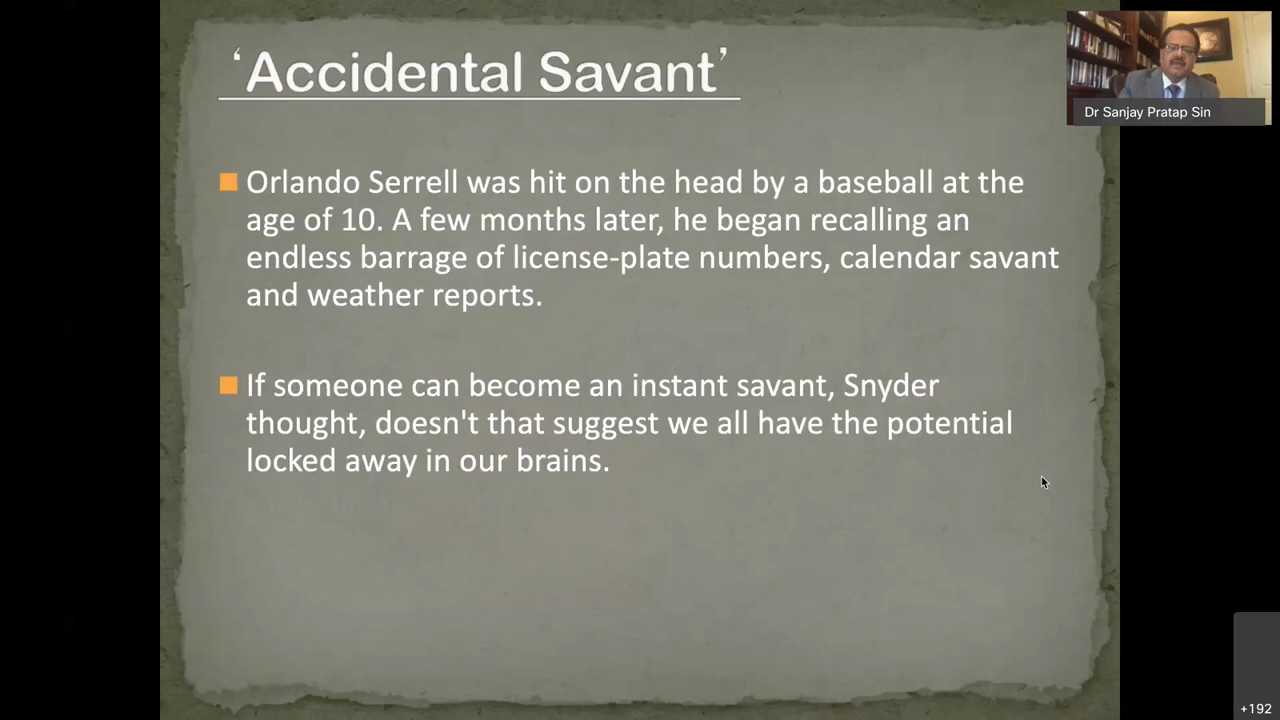 'Accidental Savant'
Dr Sanjay Pratap Sin
Orlando Serrell was hit on the head by a baseball at the
age of 10. A few months later, he began recalling an
endless barrage of license-plate numbers, calendar savant
and weather reports.
If someone can become an instant savant, Snyder
thought, doesn't that suggest we all have the potential
locked away in our brains.
+192